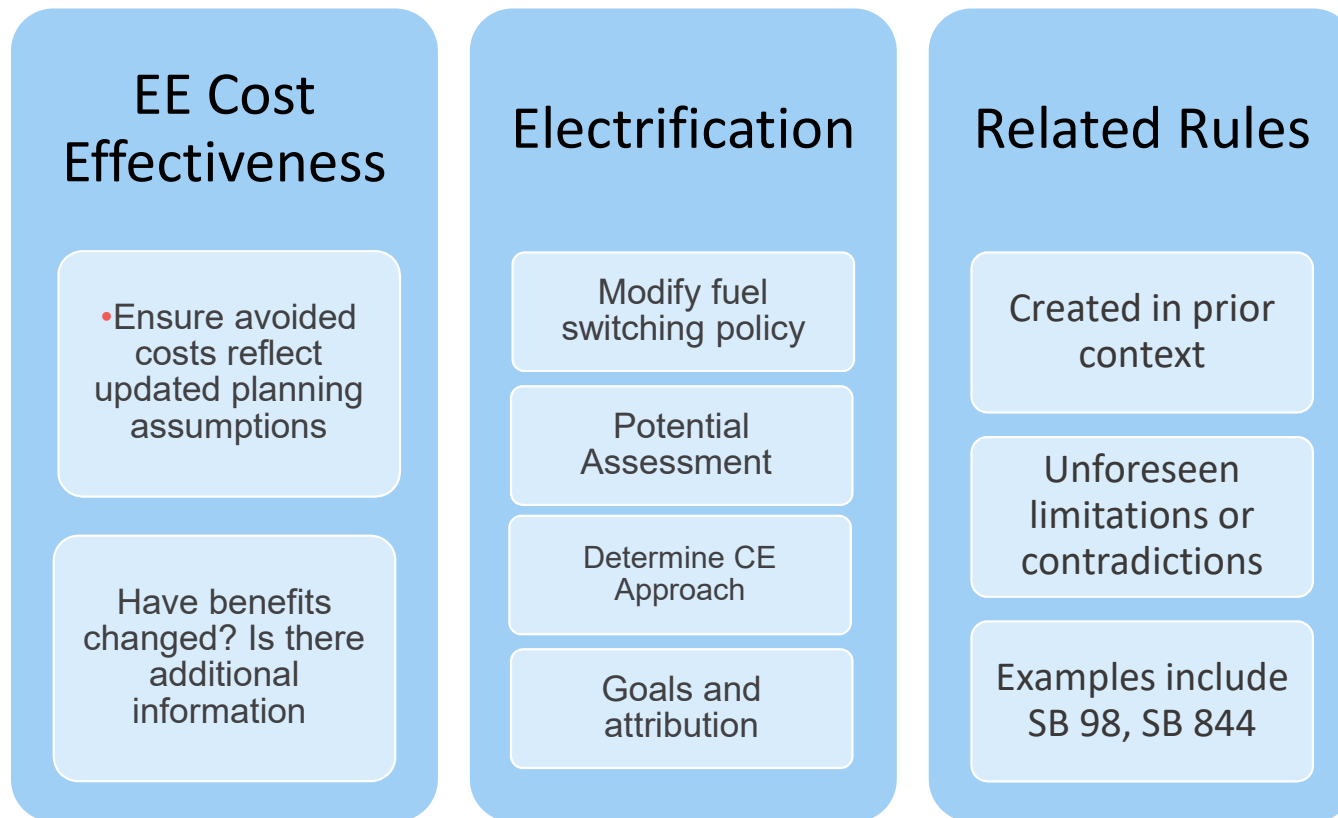 EE Cost
Effectiveness
•Ensure avoided
costs reflect
updated planning
assumptions
Have benefits
changed? Is there
additional
information
Electrification
Modify fuel
switching policy
Potential
Assessment
Determine CE
Approach
Goals and
attribution
Related Rules
Created in prior
context
Unforeseen
limitations or
contradictions
Examples include
SB 98, SB 844